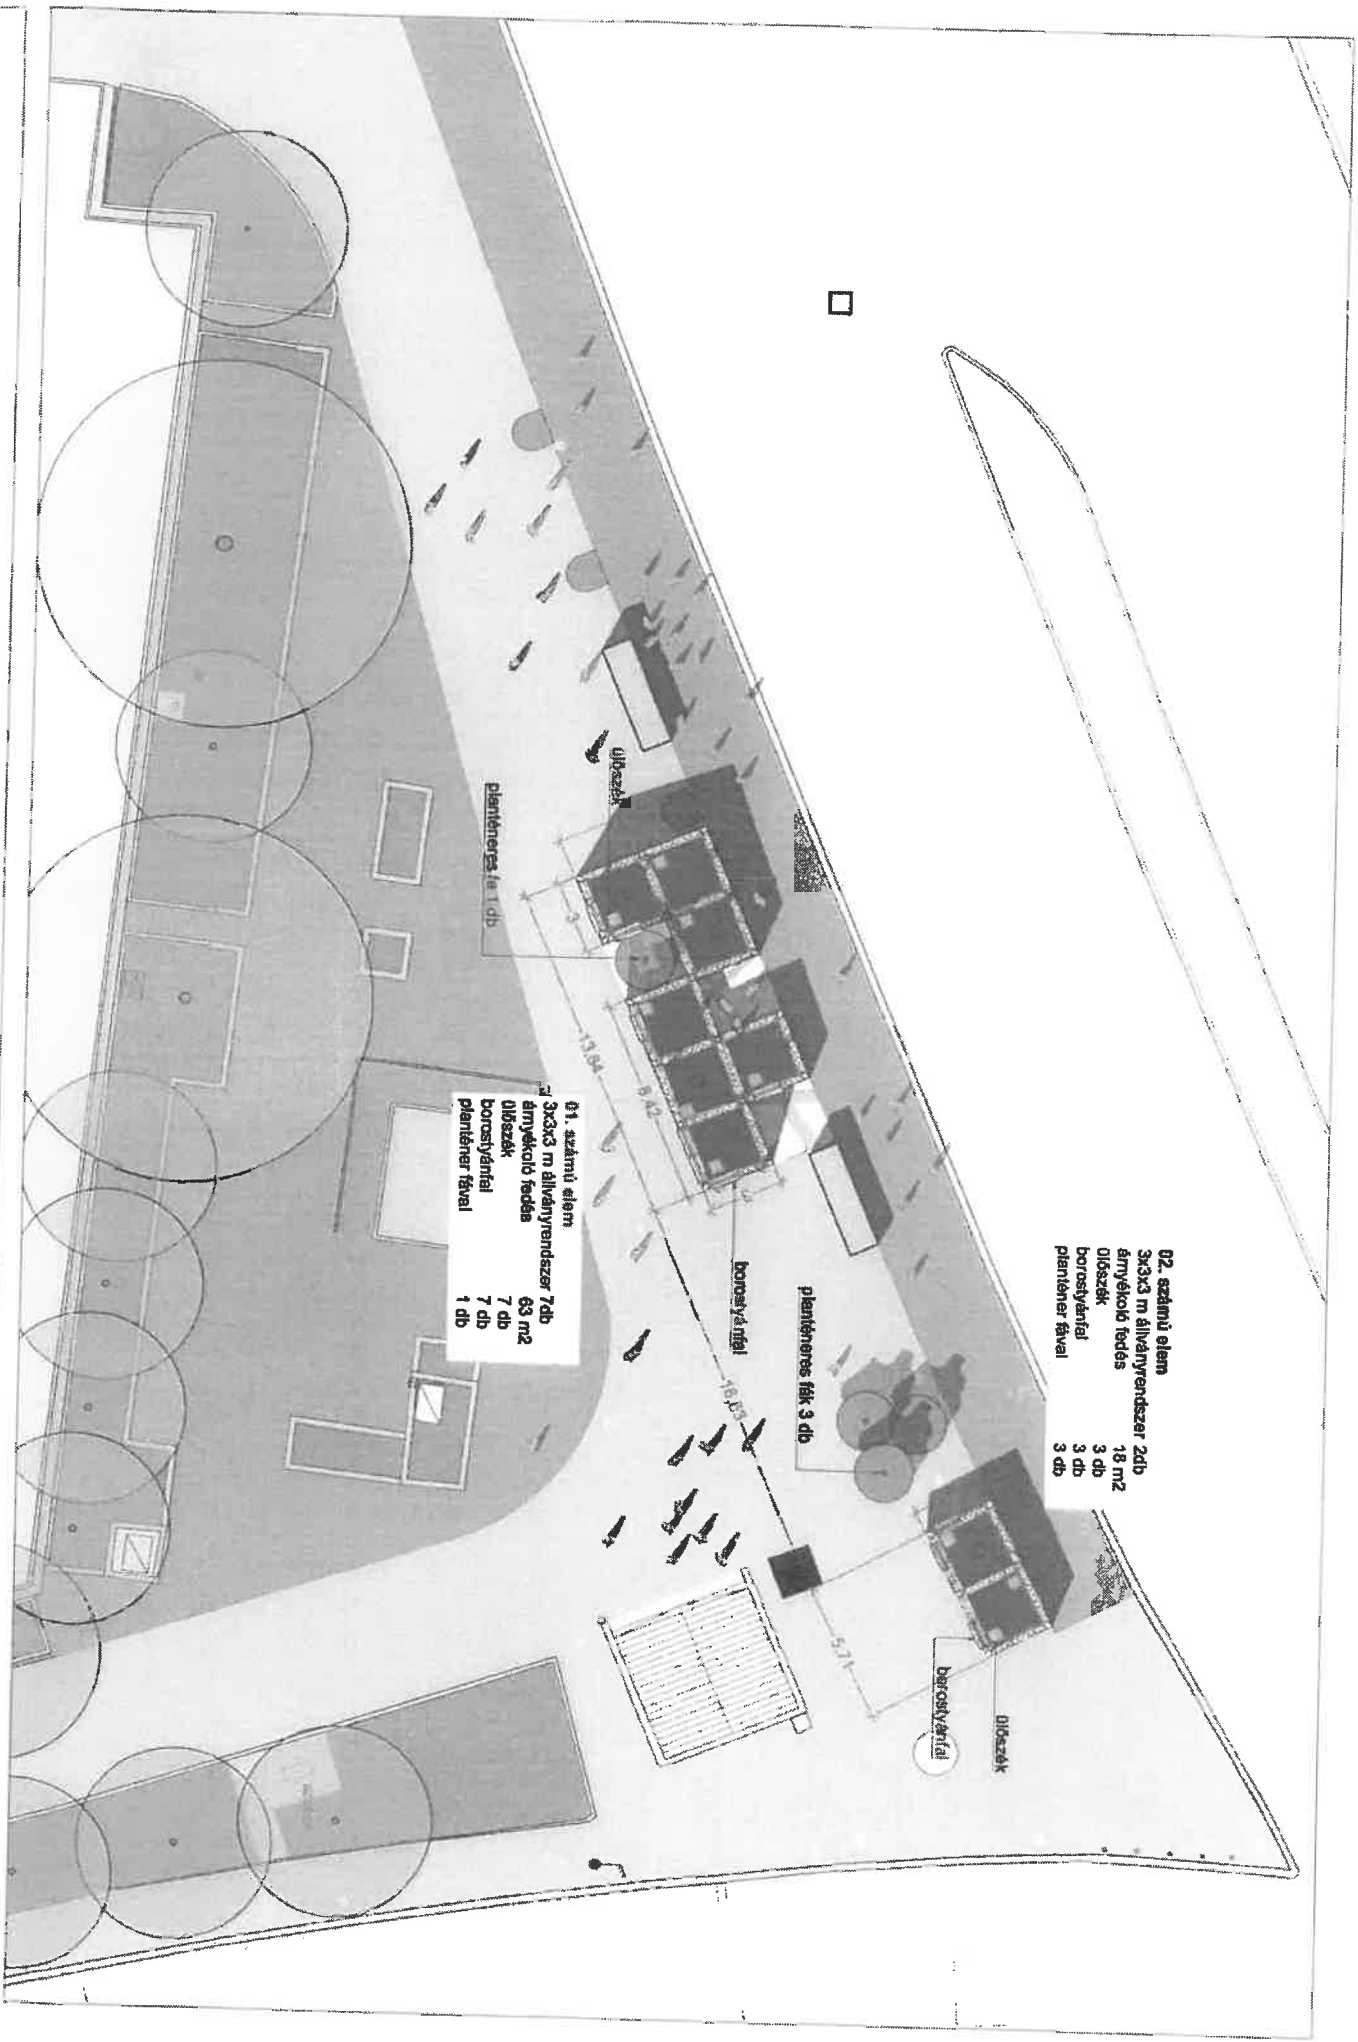 02. számú elem
3x3x3 m állványrendszer 2db
árnyékoló fedés 18 m2
ülőszék 3 db
borostyánfal 3 db
planténer fával 3 db
ülőszék
borostyánfal
5,71
planténeres fák 3 db
borostyánfal
ülőszék
planténeres fa 1 db
3
13,64
8,42
01. számú elem
3x3x3 m állványrendszer 7db
árnyékoló fedés 63 m2
ülőszék 7 db
borostyánfal 7 db
planténer fával 1 db